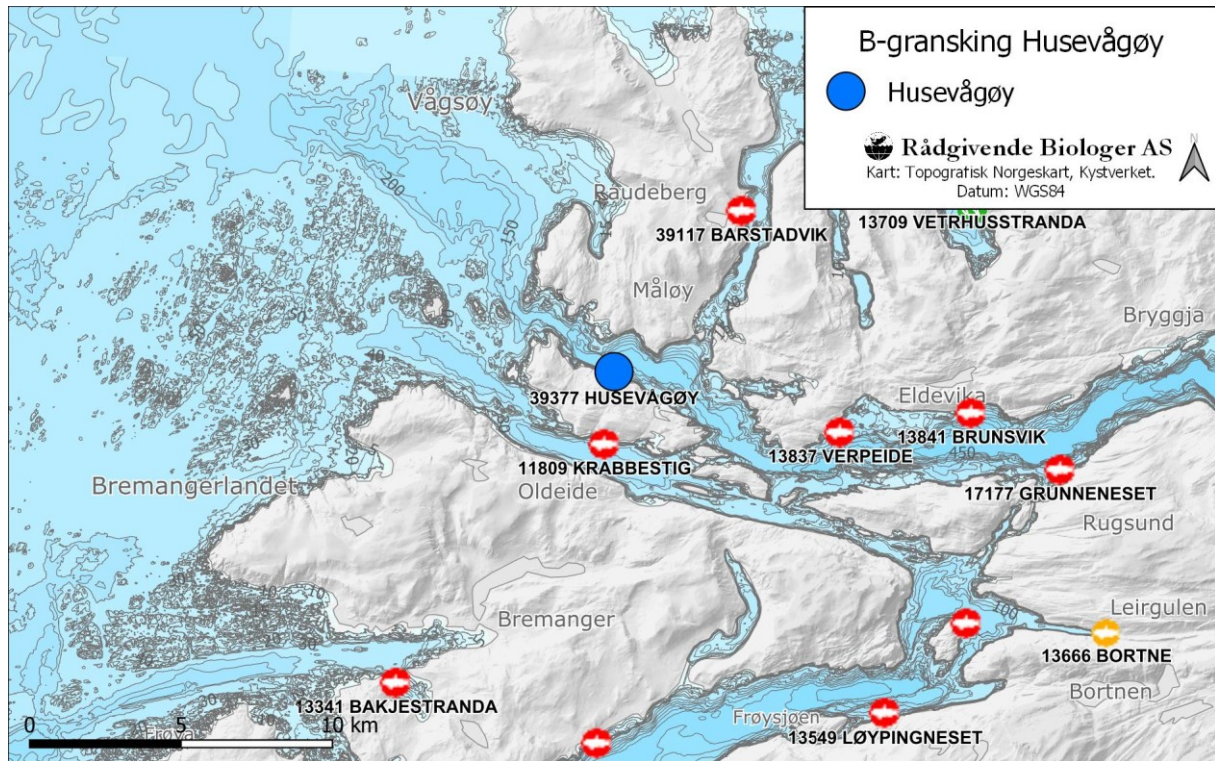 B-gransking Husevågøy
Husevågøy
Rådgivende Biologer AS
N
Kart: Topografisk Norgeskart, Kystverket.
Datum: WGS84
Vågsøy
200
150
Raudeberg
39117 BARSTADVIK
13709 VETRHUSSTRANDA
Måløy
Bryggja
39377 HUSEVÅGØY
Eldevika
13841 BRUNSVIK
13837 VERPEIDE
450
11809 KRABBESTIG
Oldeide
17177 GRUNNENESET
Bremangerlandet
Rugsund
Bremanger
100
Leirgulen
13666 BORTNE
Bortnen
13341 BAKJESTRANDA
Frøysjøen
13549 LØYPINGNESET
0 5 10 km
Frøya